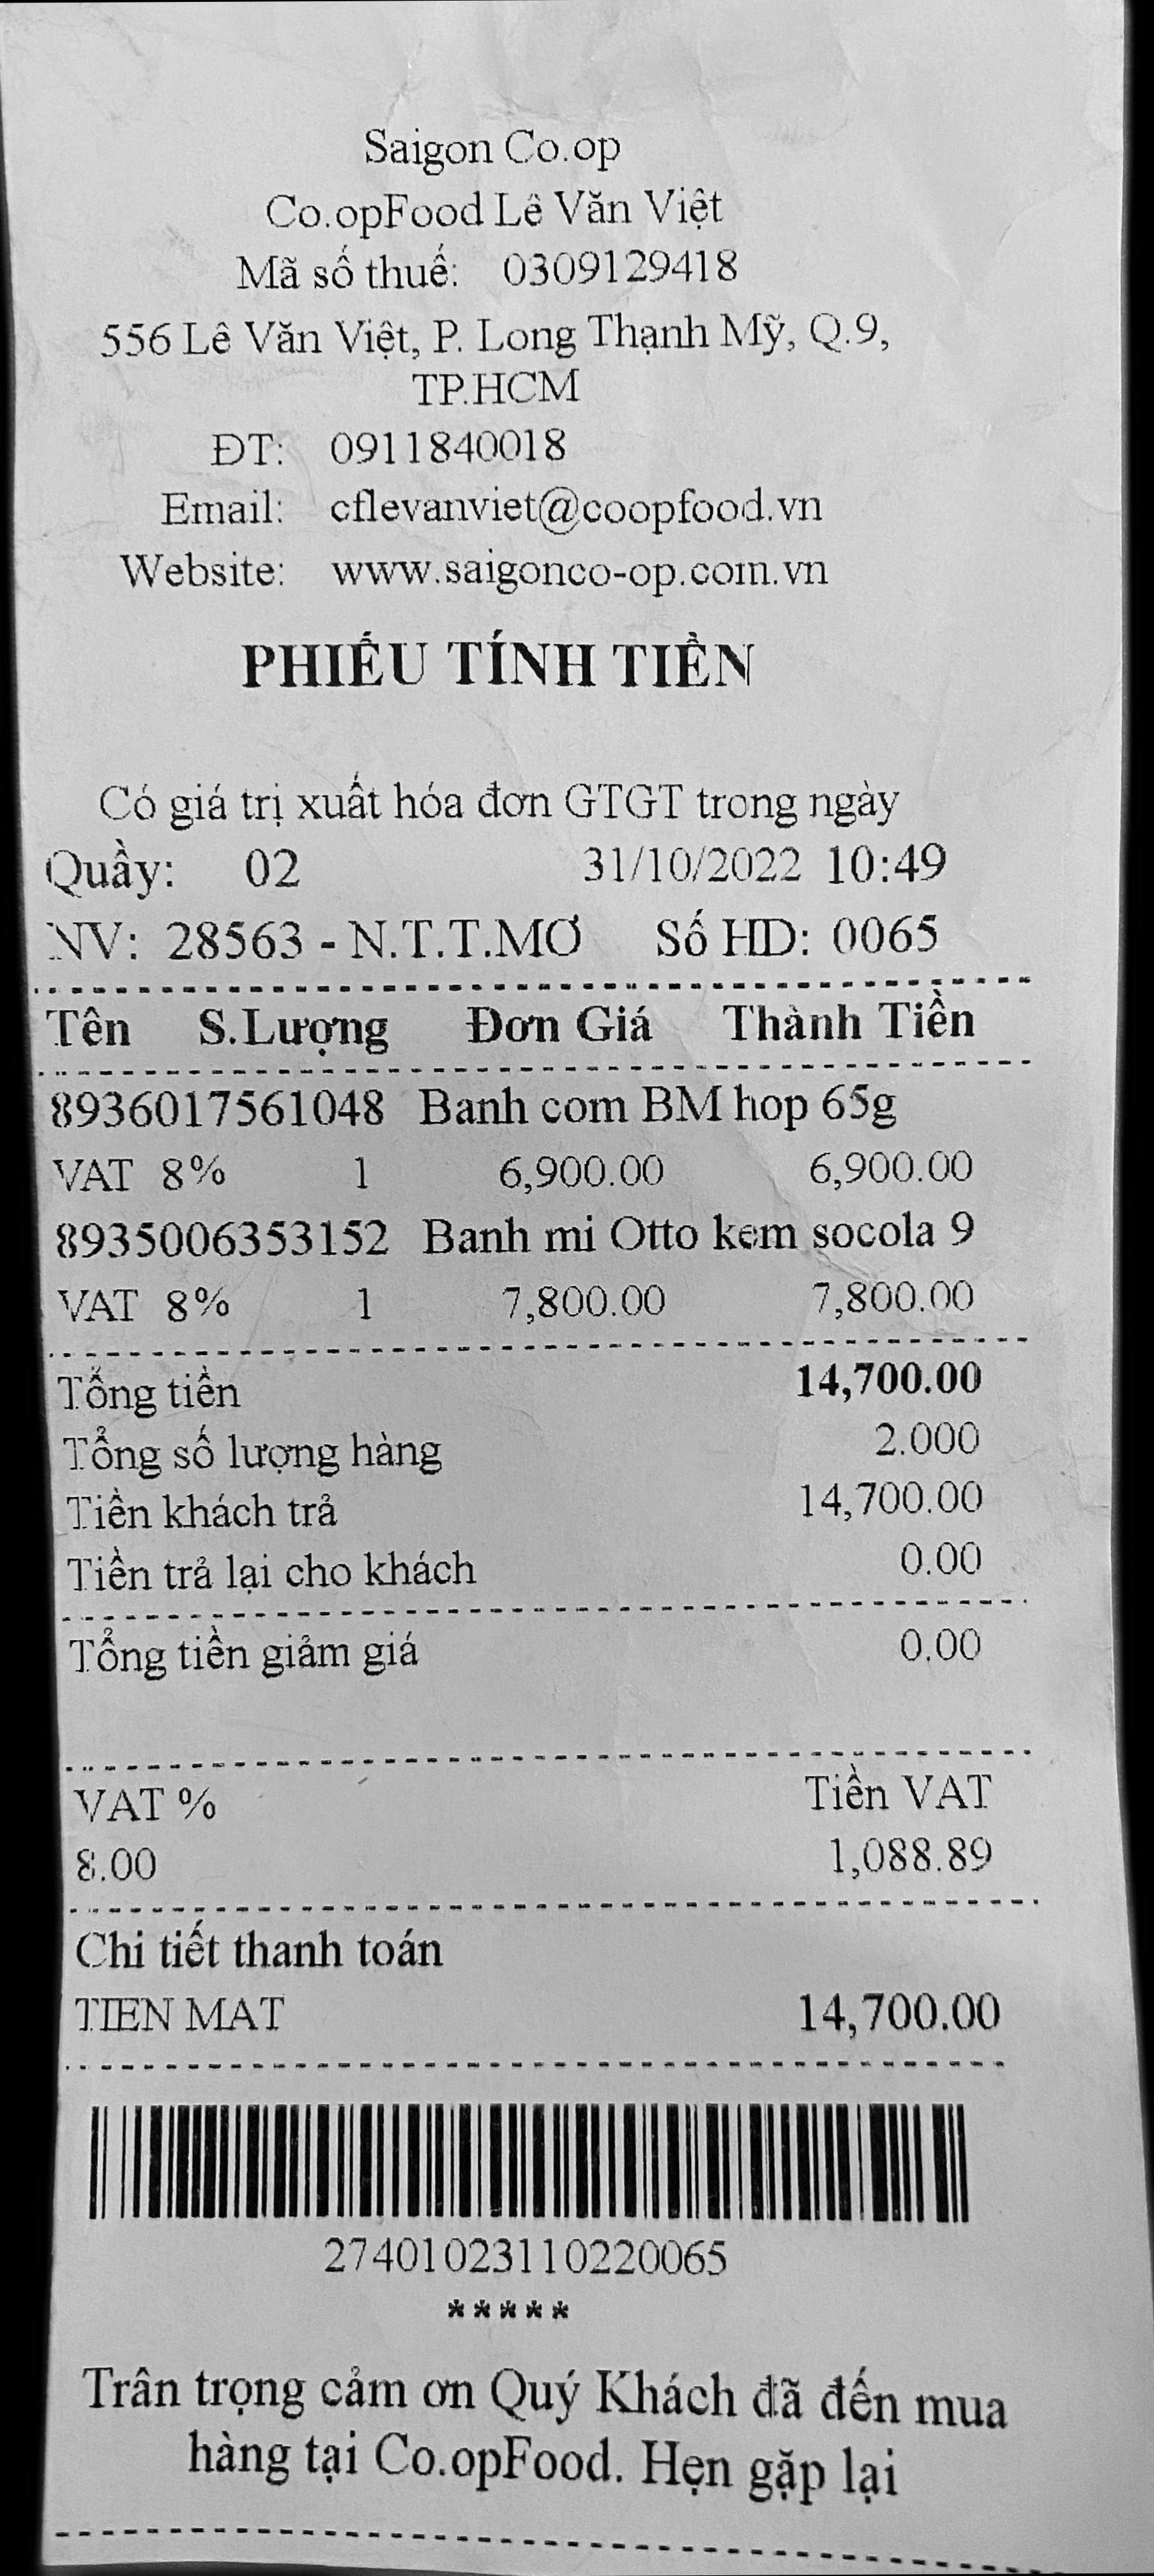 Saigon Co.op
Co.opFood Lê Văn Việt
Mã số thuế: 0309129418
556 Lê Văn Việt, P. Long Thạnh Mỹ, Q.9,
TP.HCM
ĐT: 0911840018
Email: cflevanviet@coopfood.vn
Website: www.saigonco-op.com.vn
PHIẾU TÍNH TIỀN
Có giá trị xuất hóa đơn GTGT trong ngày
Quầy: 02 31/10/2022 10:49
NV: 28563 - N.T.T.MƠ Số HD: 0065
Tên S.Lượng Đơn Giá Thành Tiền
8936017561048 Banh com BM hop 65g
VAT 8% 1 6,900.00 6,900.00
8935006353152 Banh mi Otto kem socola 9
VAT 8% 1 7,800.00 7,800.00
Tổng tiền 14,700.00
Tổng số lượng hàng 2.000
Tiền khách trả 14,700.00
Tiền trả lại cho khách 0.00
Tổng tiền giảm giá 0.00
VAT % Tiền VAT
8.00 1,088.89
Chi tiết thanh toán
TIEN MAT 14,700.00
27401023110220065
*****
Trân trọng cảm ơn Quý Khách đã đến mua
hàng tại Co.opFood. Hẹn gặp lại